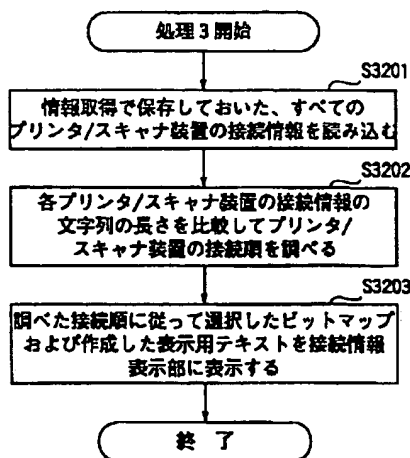 処理3開始
S3201
情報取得で保存しておいた、すべての
プリンタ/スキャナ装置の接続情報を読み込む
S3202
各プリンタ/スキャナ装置の接続情報の
文字列の長さを比較してプリンタ/
スキャナ装置の接続順を調べる
S3203
調べた接続順に従って選択したビットマップ
および作成した表示用テキストを接続情報
表示部に表示する
終了